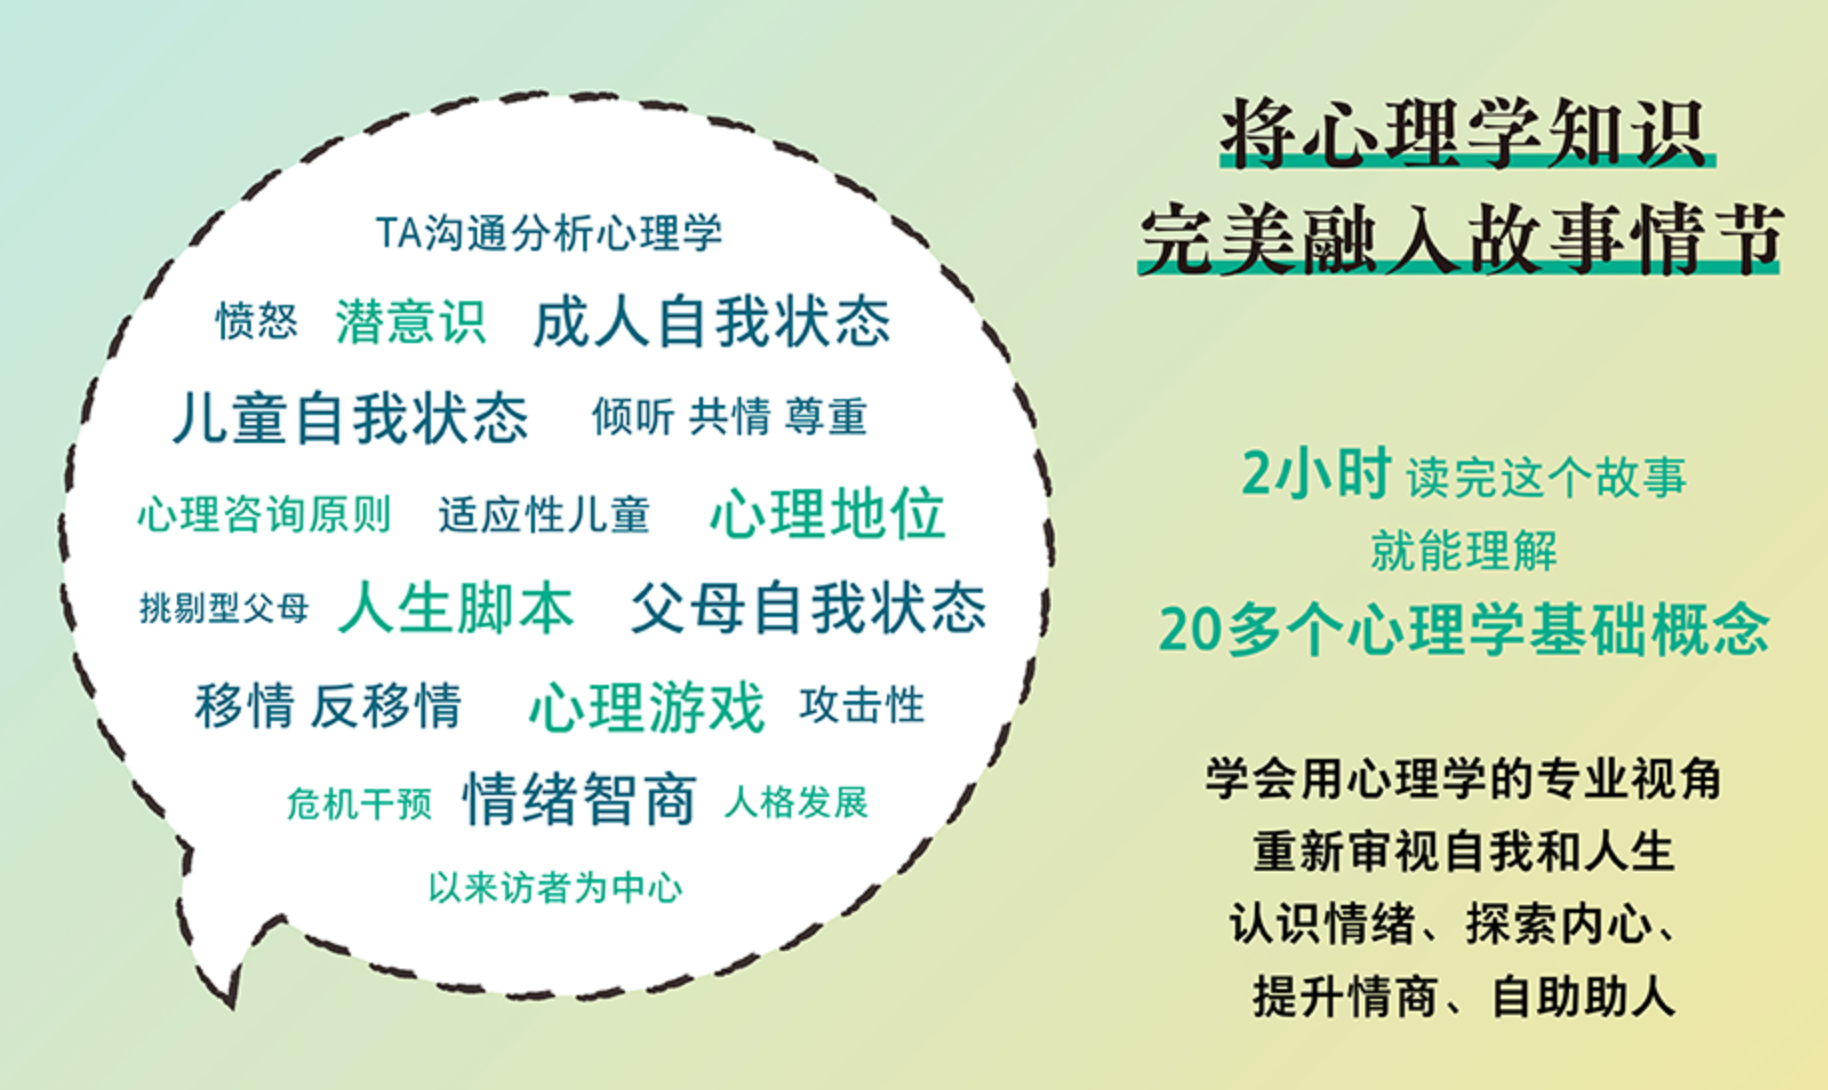 TA沟通分析心理学
愤怒 潜意识 成人自我状态
儿童自我状态 倾听 共情 尊重
心理咨询原则 适应性儿童 心理地位
挑剔型父母 人生脚本 父母自我状态
移情 反移情 心理游戏 攻击性
危机干预 情绪智商 人格发展
以来访者为中心
将心理学知识
完美融入故事情节
2小时 读完这个故事
就能理解
20多个心理学基础概念
学会用心理学的专业视角
重新审视自我和人生
认识情绪、探索内心、
提升情商、自助助人